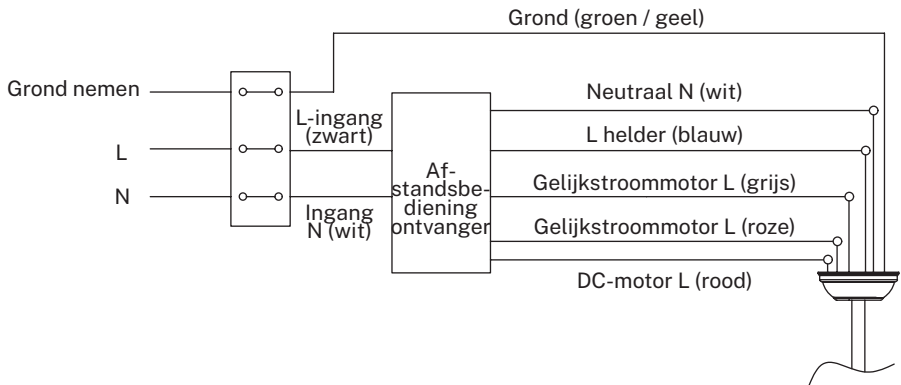 Grond (groen / geel)
Grond nemen
L
N
L-ingang
(zwart)
Ingang
N (wit)
Af-
standsbe-
diening
ontvanger
Neutraal N (wit)
L helder (blauw)
Gelijkstroommotor L (grijs)
Gelijkstroommotor L (roze)
DC-motor L (rood)